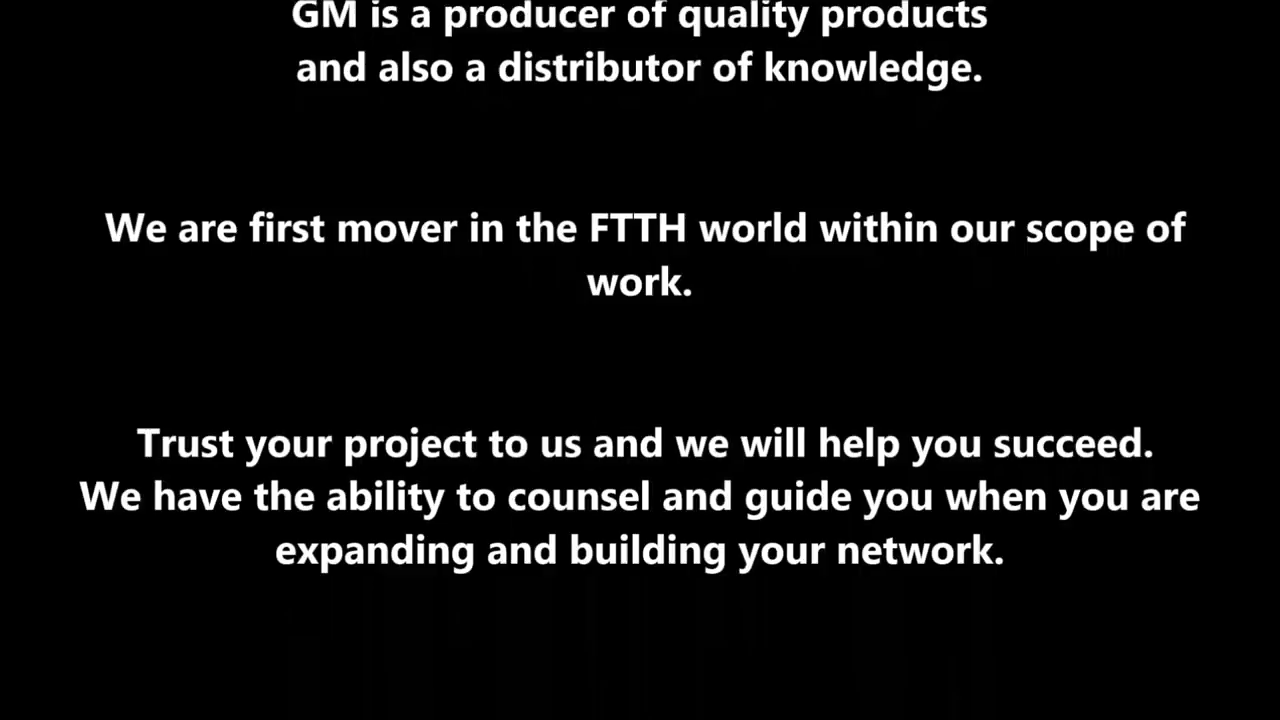 GM is a producer of quality products
and also a distributor of knowledge.
We are first mover in the FTTH world within our scope of
work.
Trust your project to us and we will help you succeed.
We have the ability to counsel and guide you when you are
expanding and building your network.